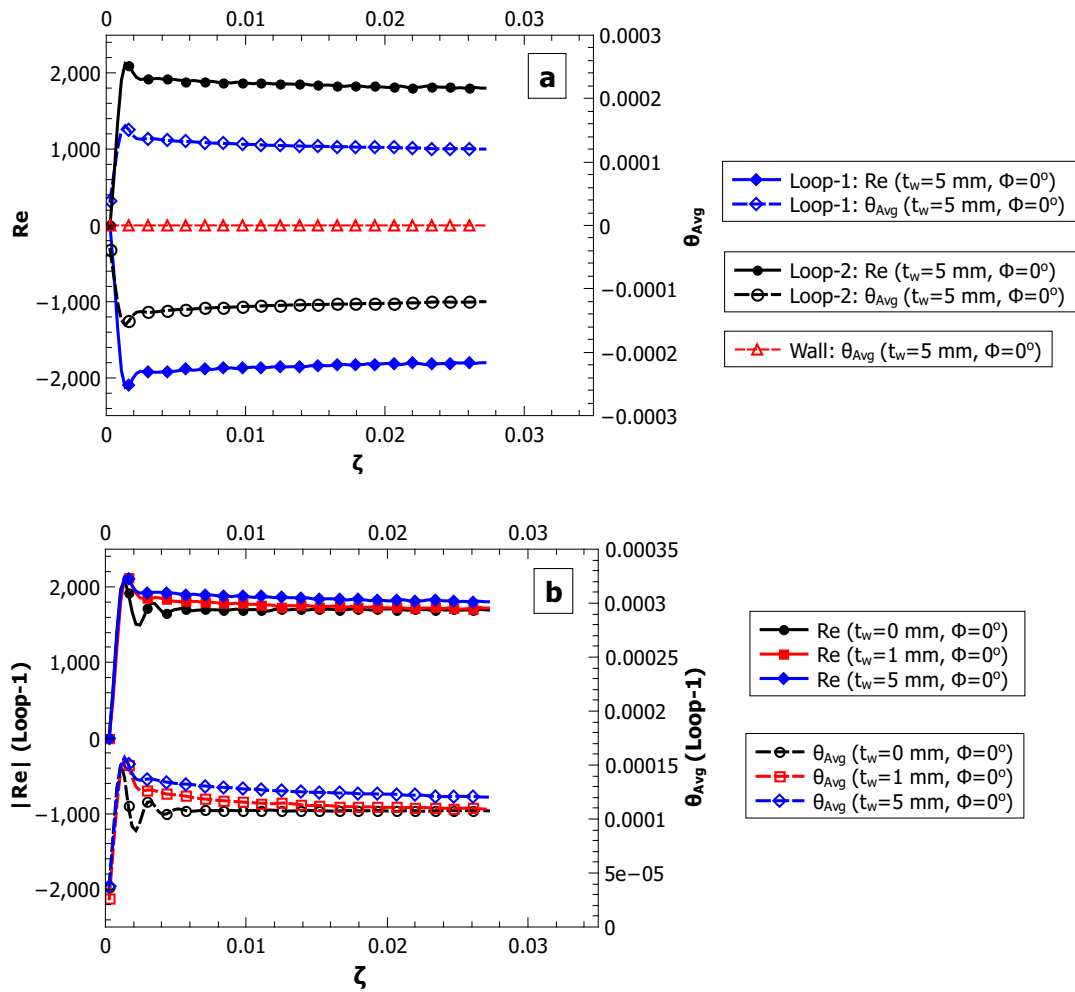 0 0.01 0.02 0.03
a
2,000
1,000
0
−1,000
−2,000
Re
0.0003
0.0002
0.0001
0
−0.0001
−0.0002
−0.0003
θAvg
0 0.01 0.02 0.03
ζ
Loop-1: Re (tw=5 mm, Φ=0o)
Loop-1: θAvg (tw=5 mm, Φ=0o)
Loop-2: Re (tw=5 mm, Φ=0o)
Loop-2: θAvg (tw=5 mm, Φ=0o)
Wall: θAvg (tw=5 mm, Φ=0o)
0 0.01 0.02 0.03
b
2,000
1,000
0
−1,000
−2,000
|Re| (Loop-1)
0.00035
0.0003
0.00025
0.0002
0.00015
0.0001
5e−05
0
θAvg (Loop-1)
0 0.01 0.02 0.03
ζ
Re (tw=0 mm, Φ=0o)
Re (tw=1 mm, Φ=0o)
Re (tw=5 mm, Φ=0o)
θAvg (tw=0 mm, Φ=0o)
θAvg (tw=1 mm, Φ=0o)
θAvg (tw=5 mm, Φ=0o)